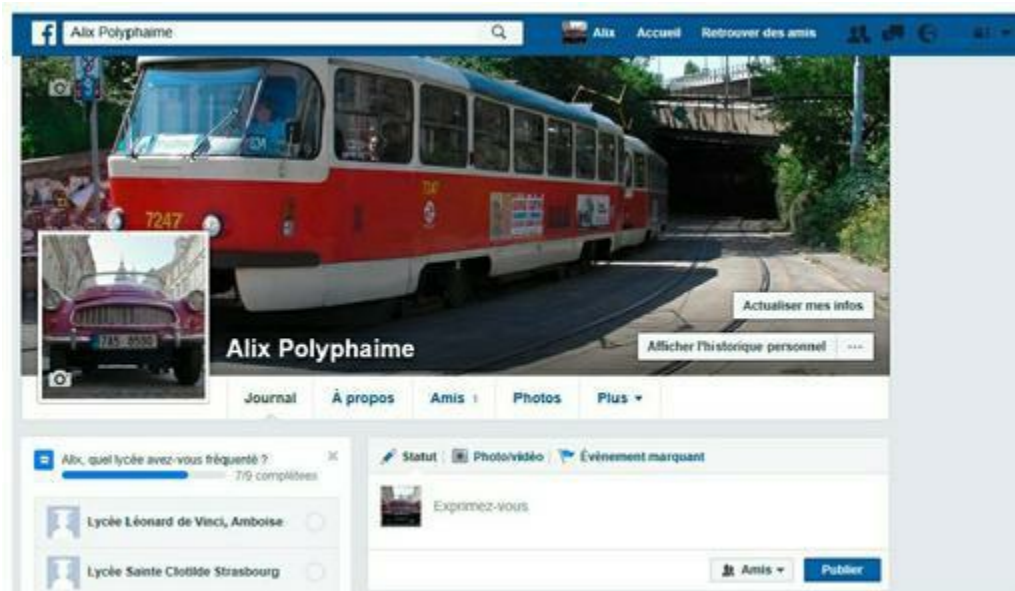 Alix Polyphaime
Alix Accueil Retrouver des amis
7247
7247
Actualiser mes infos
Alix Polyphaime
Afficher l'historique personnel ...
Journal À propos Amis 1 Photos Plus
Alix, quel lycée avez-vous fréquenté ?
7/9 complétées
Lycée Léonard de Vinci, Amboise
Lycée Sainte Clotilde Strasbourg
Statut Photo/vidéo Évènement marquant
Exprimez-vous
Amis Publier